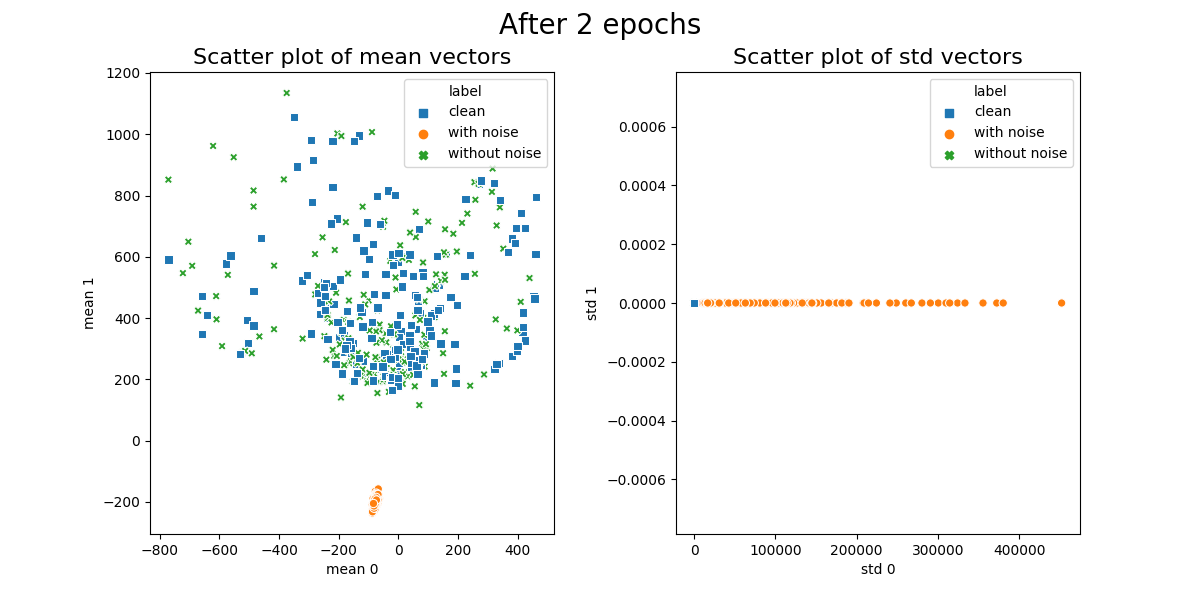 After 2 epochs
Scatter plot of mean vectors
1200
1000
800
600
400
200
0
−200
mean 1
−800
−600
−400
−200
0
200
400
mean 0
label
clean
with noise
without noise
Scatter plot of std vectors
0.0006
0.0004
0.0002
0.0000
−0.0002
−0.0004
−0.0006
std 1
0
100000
200000
300000
400000
std 0
label
clean
with noise
without noise